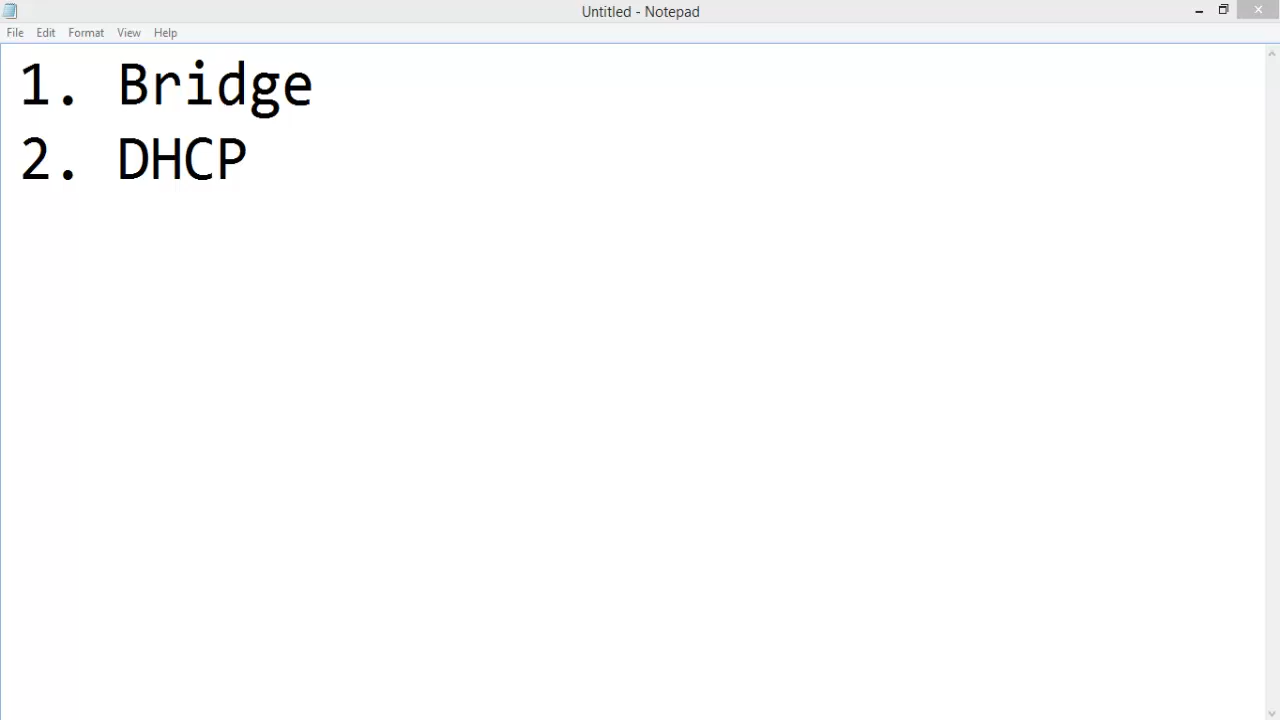 Untitled - Notepad
File Edit Format View Help
1. Bridge
2. DHCP